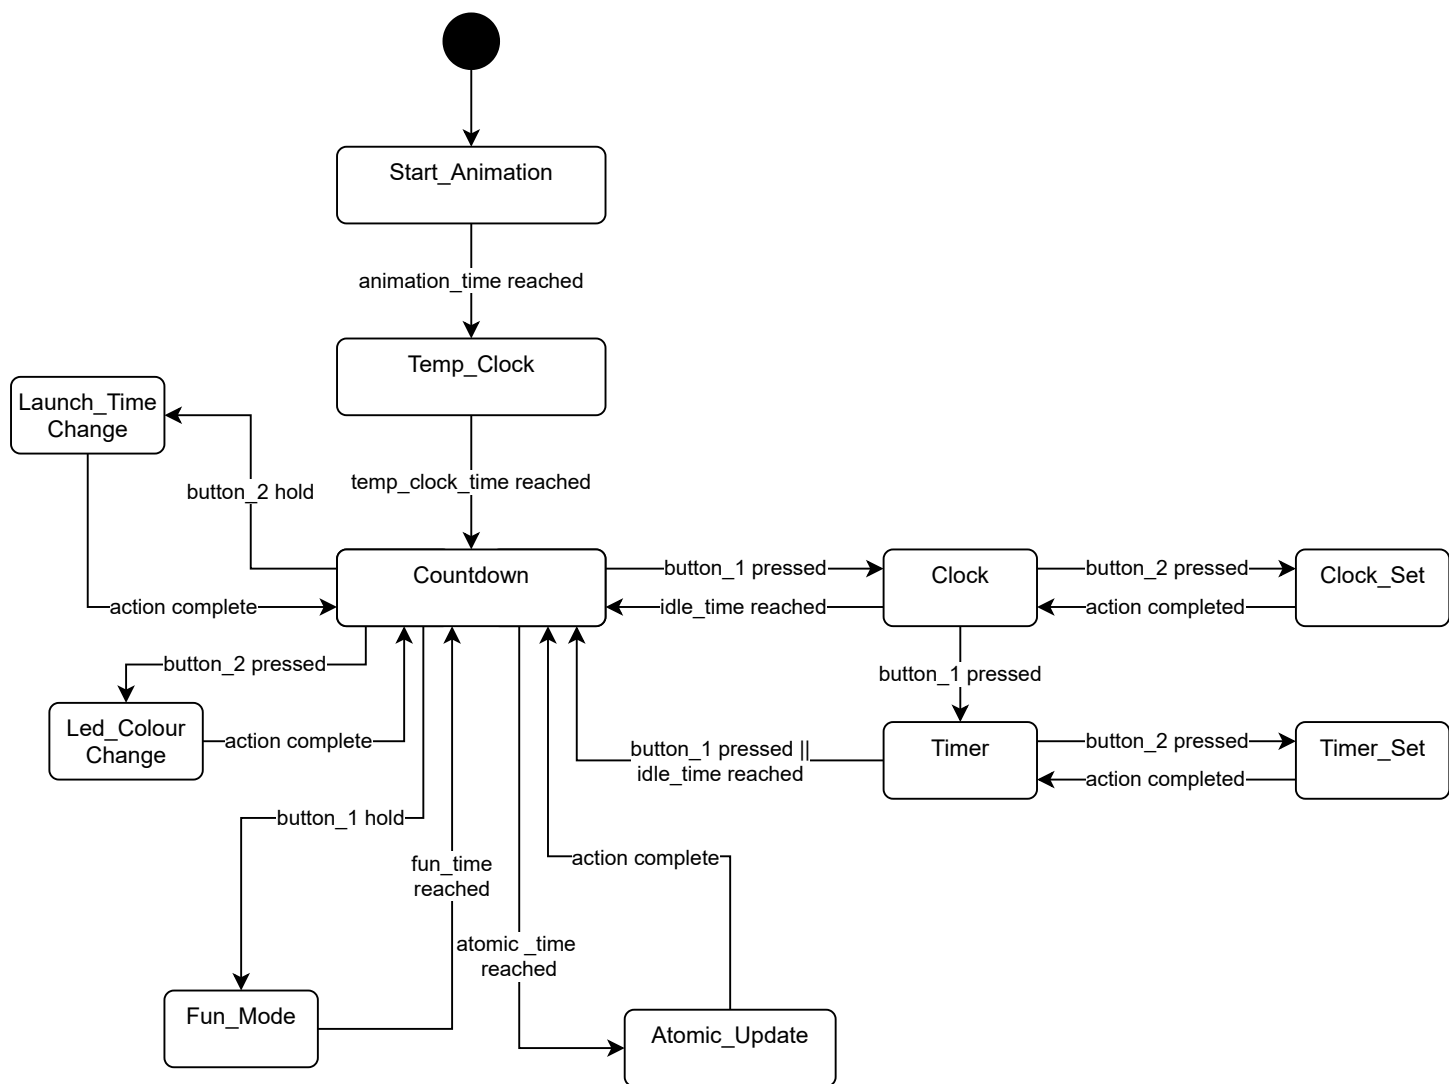 Start_Animation
animation_time reached
Temp_Clock
Launch_Time
Change
button_2 hold
temp_clock_time reached
Countdown
button_1 pressed
Clock
button_2 pressed
Clock_Set
action complete
idle_time reached
action completed
button_2 pressed
button_1 pressed
Led_Colour
Change
action complete
button_1 pressed ||
idle_time reached
Timer
button_2 pressed
Timer_Set
action completed
button_1 hold
fun_time
reached
action complete
atomic _time
reached
Fun_Mode
Atomic_Update